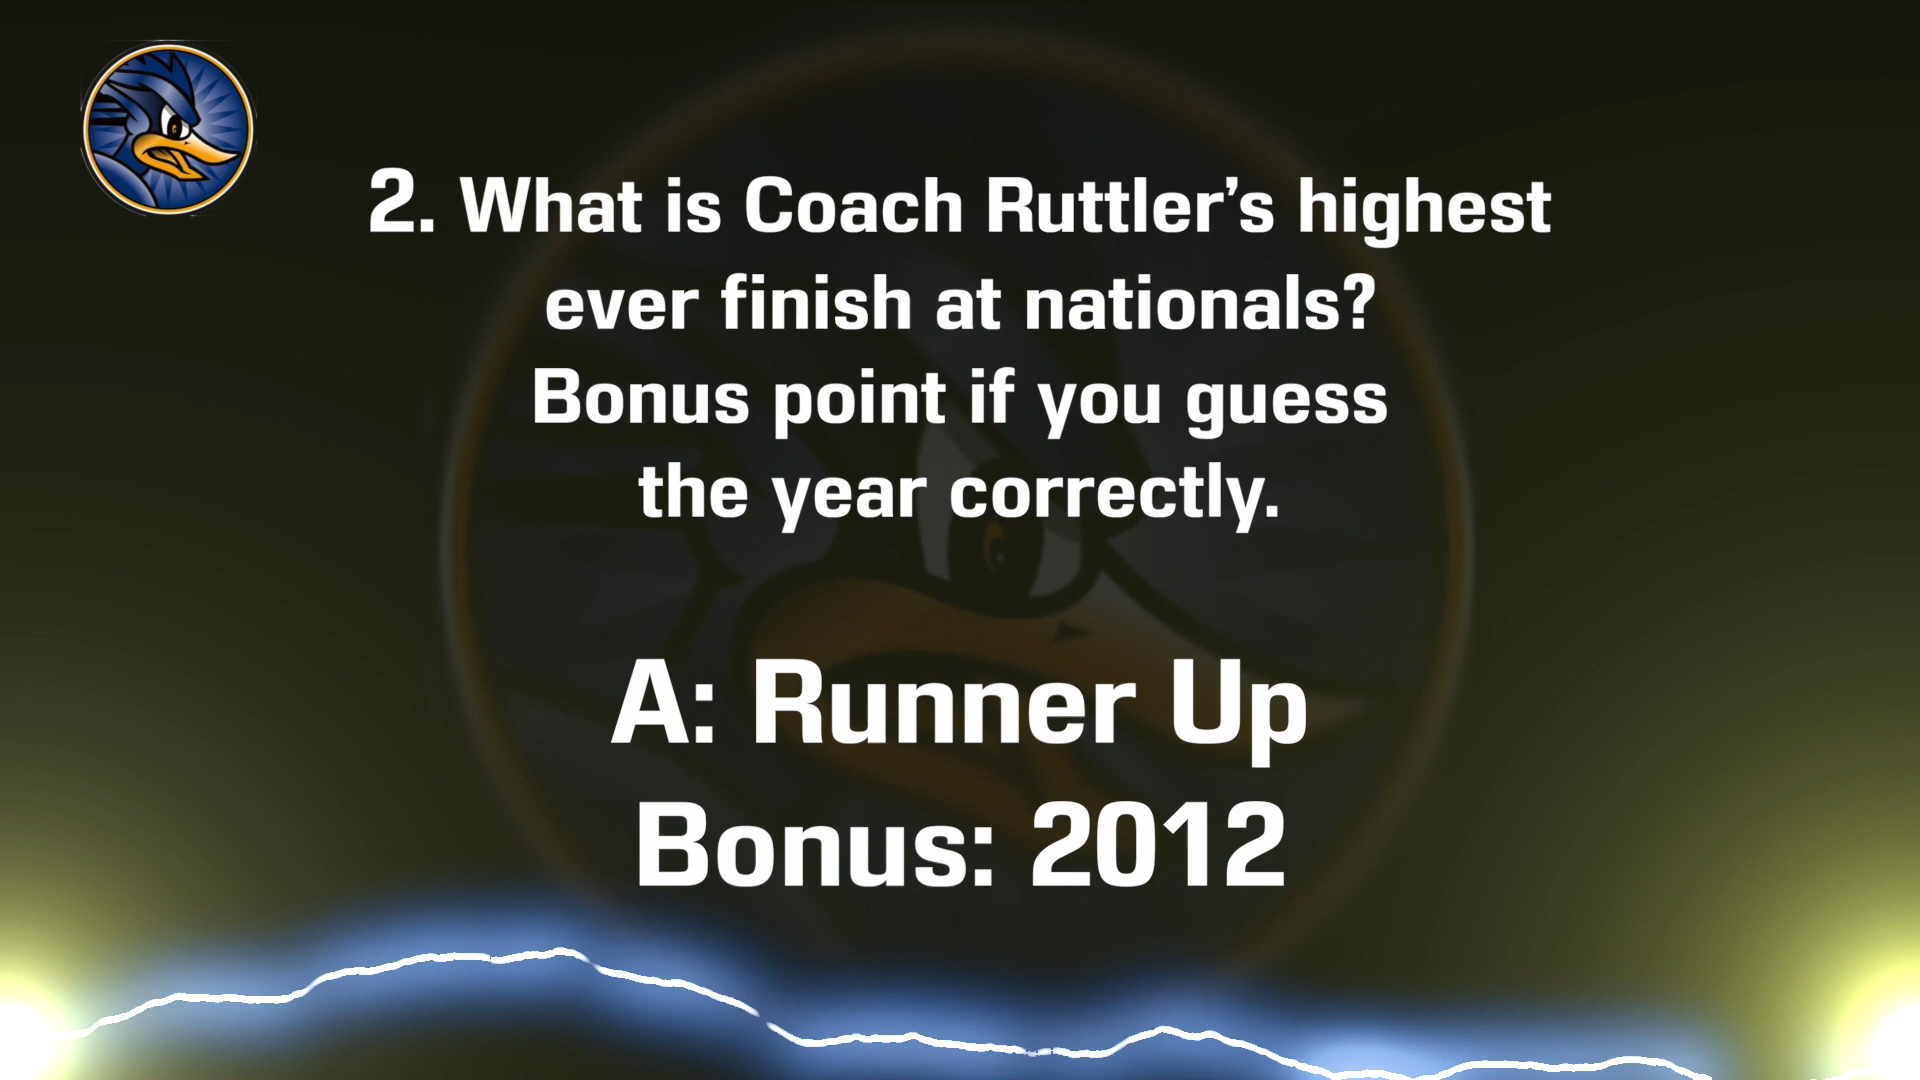 2. What is Coach Ruttler’s highest
ever finish at nationals?
Bonus point if you guess
the year correctly.
A: Runner Up
Bonus: 2012